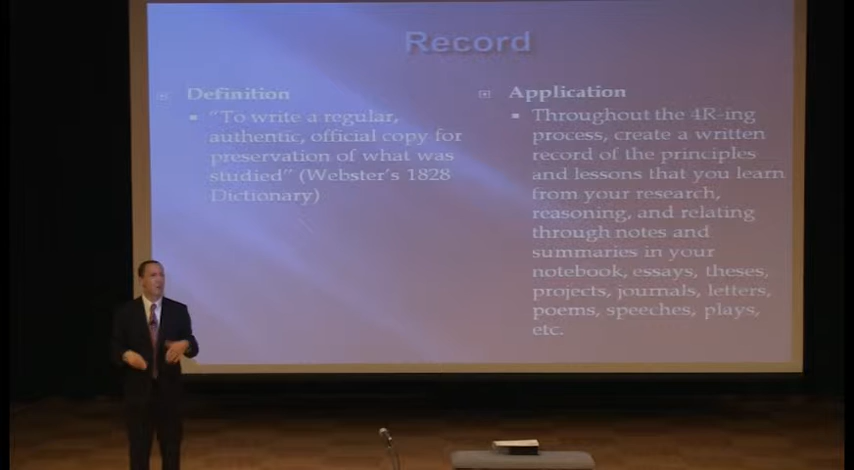 Record
Definition
"To write a regular,
authentic, official copy for
preservation of what was
studied" (Webster's 1828
Dictionary)
Application
Throughout the 4R-ing
process, create a written
record of the principles
and lessons that you learn
from your research,
reasoning, and relating
through notes and
summaries in your
notebook, essays, theses,
projects, journals, letters,
poems, speeches, plays,
etc.